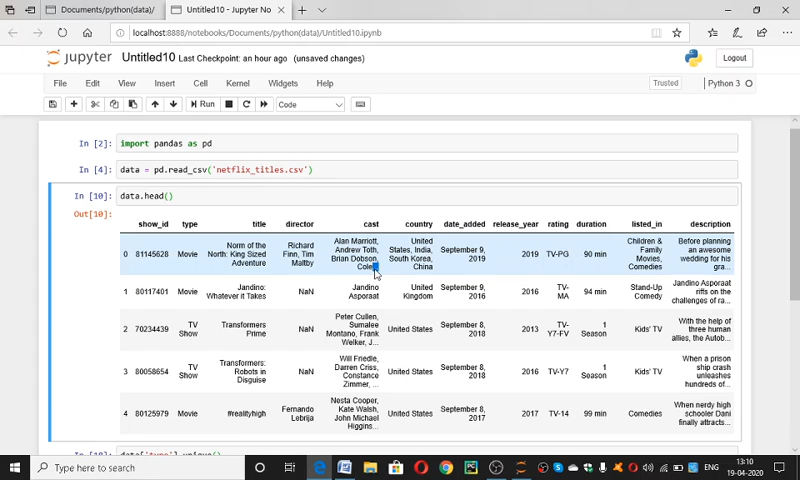 Documents/python(data)/
Untitled10 - Jupyter No
localhost:8888/notebooks/Documents/python(data)/Untitled10.ipynb
jupyter Untitled10 Last Checkpoint: an hour ago (unsaved changes)
Logout
File Edit View Insert Cell Kernel Widgets Help
Trusted Python 3
Run Code
In [2]: import pandas as pd
In [4]: data = pd.read_csv('netflix_titles.csv')
In [10]: data.head()
Out[10]:
show_id type title director cast country date_added release_year rating duration listed_in description
0 81145628 Movie Norm of the North: King Sized Adventure Richard Finn, Tim Maltby Alan Marriott, Andrew Toth, Brian Dobson, Cole... United States, India, South Korea, China September 9, 2019 2019 TV-PG 90 min Children & Family Movies, Comedies Before planning an awesome wedding for his gra...
1 80117401 Movie Jandino: Whatever it Takes NaN Jandino Asporaat United Kingdom September 9, 2016 2016 TV-MA 94 min Stand-Up Comedy Jandino Asporaat riffs on the challenges of ra...
2 70234439 TV Show Transformers Prime NaN Peter Cullen, Sumalee Montano, Frank Welker, J... United States September 8, 2018 2013 TV-Y7-FV 1 Season Kids' TV With the help of three human allies, the Autob...
3 80058654 TV Show Transformers: Robots in Disguise NaN Will Friedle, Darren Criss, Constance Zimmer, ... United States September 8, 2018 2016 TV-Y7 1 Season Kids' TV When a prison ship crash unleashes hundreds of...
4 80125979 Movie #realityhigh Fernando Lebrija Nesta Cooper, Kate Walsh, John Michael Higgins... United States September 8, 2017 2017 TV-14 99 min Comedies When nerdy high schooler Dani finally attracts...
In [10]: data['type'].unique()
Type here to search
ENG
13:10
19-04-2020